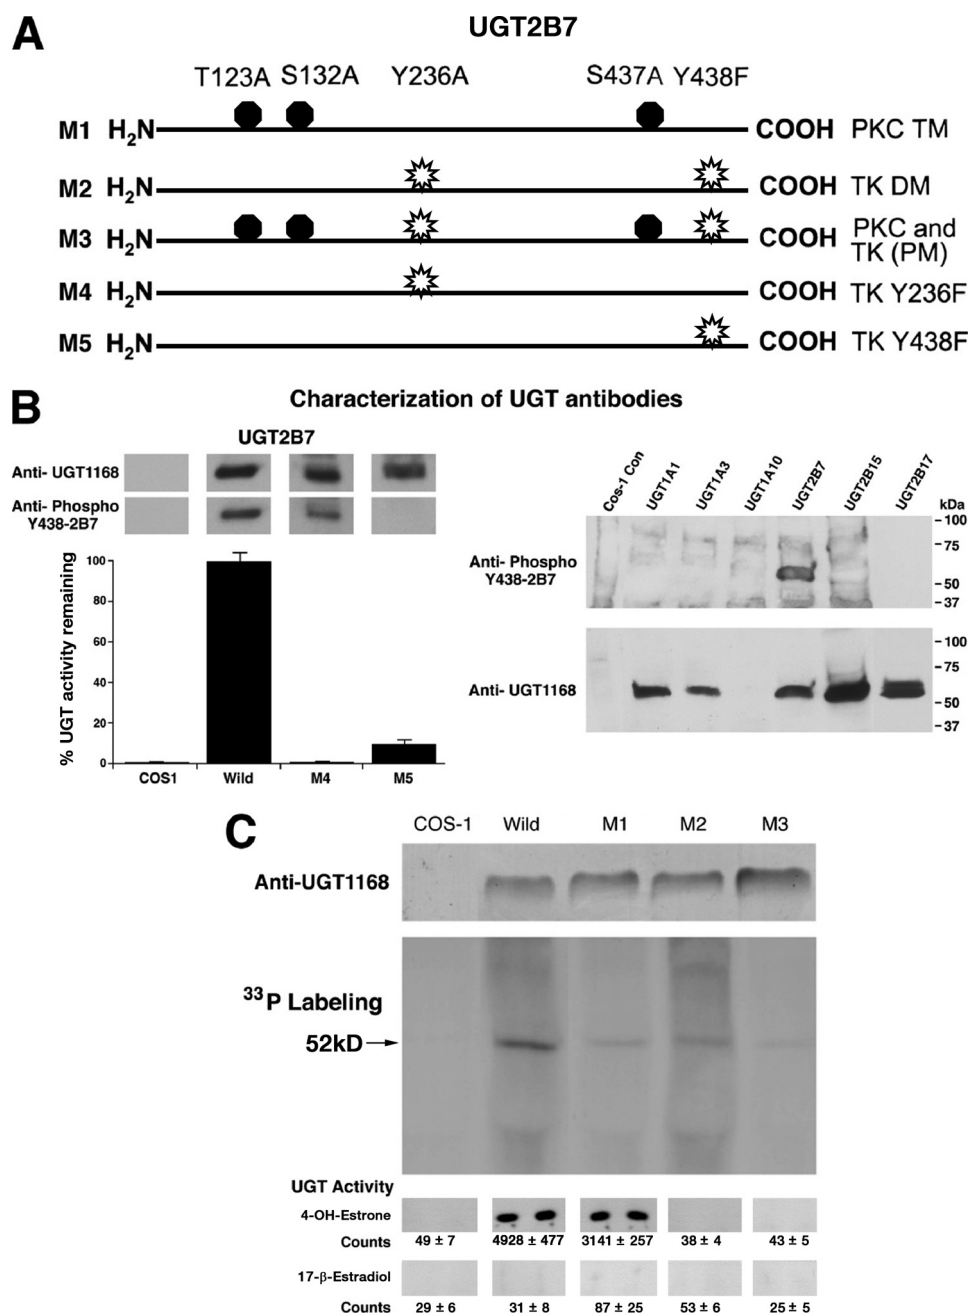 A
UGT2B7
T123A S132A Y236A S437A Y438F
M1 H2N COOH PKC TM
M2 H2N COOH TK DM
M3 H2N COOH PKC and
TK (PM)
M4 H2N COOH TK Y236F
M5 H2N COOH TK Y438F
B
Characterization of UGT antibodies
UGT2B7
Anti- UGT1168
Anti- Phospho
Y438-2B7
% UGT activity remaining
100
80
60
40
20
0
COS1 Wild M4 M5
Cos-1 Con UGT1A1 UGT1A3 UGT1A10 UGT2B7 UGT2B15 UGT2B17
kDa
Anti- Phospho
Y438-2B7
100
75
50
37
Anti- UGT1168
100
75
50
37
C
COS-1 Wild M1 M2 M3
Anti-UGT1168
33P Labeling
52kD
UGT Activity
4-OH-Estrone
Counts 49 ± 7 4928 ± 477 3141 ± 257 38 ± 4 43 ± 5
17-β-Estradiol
Counts 29 ± 6 31 ± 8 87 ± 25 53 ± 6 25 ± 5